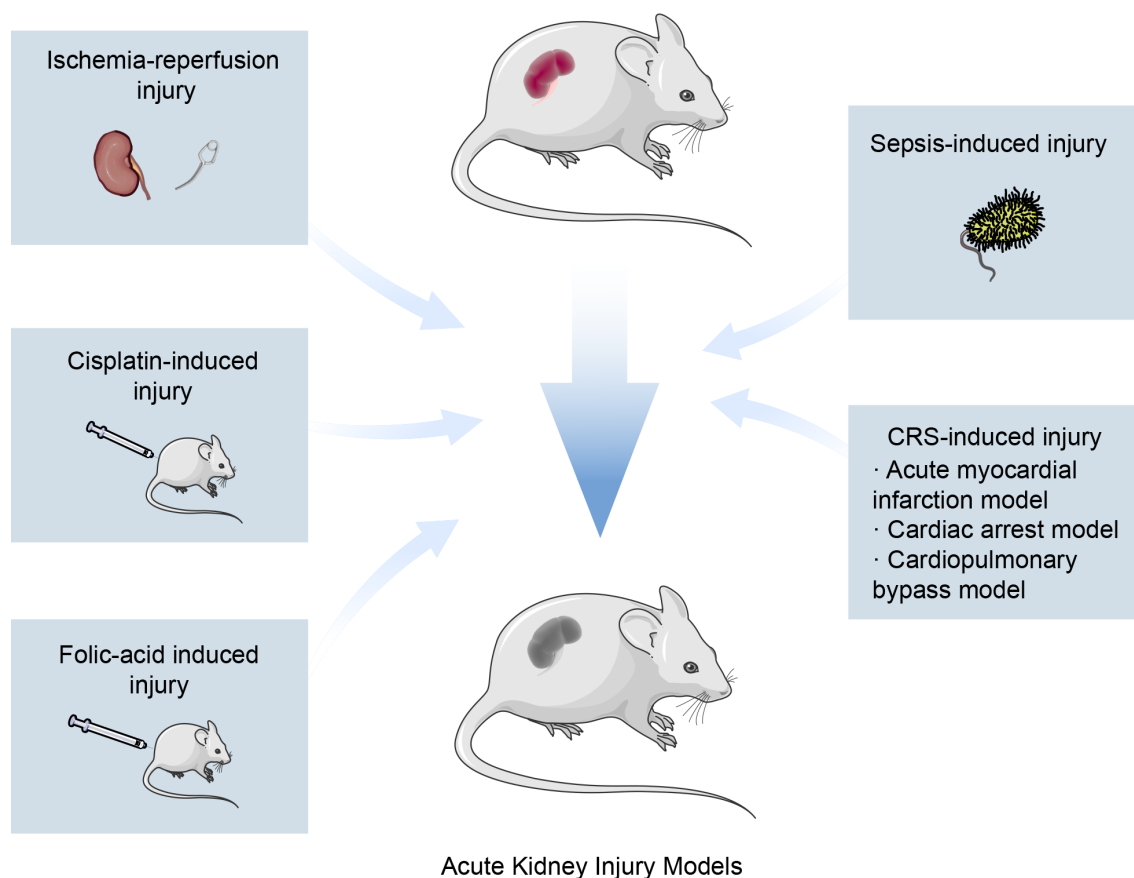 Ischemia-reperfusion
injury
Cisplatin-induced
injury
Folic-acid induced
injury
Sepsis-induced injury
CRS-induced injury
· Acute myocardial
infarction model
· Cardiac arrest model
· Cardiopulmonary
bypass model
Acute Kidney Injury Models